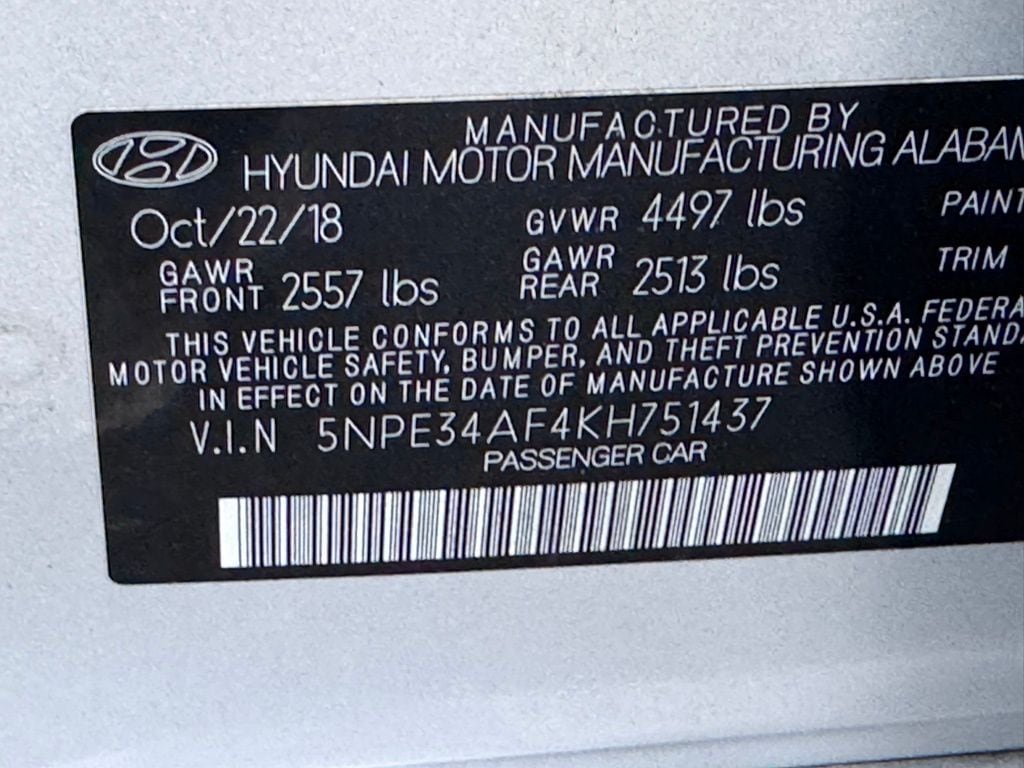 MANUFACTURED BY
HYUNDAI MOTOR MANUFACTURING ALABAM
Oct/22/18 GVWR 4497 lbs PAINT
GAWR FRONT 2557 lbs GAWR REAR 2513 lbs TRIM
THIS VEHICLE CONFORMS TO ALL APPLICABLE U.S.A. FEDERA
MOTOR VEHICLE SAFETY, BUMPER, AND THEFT PREVENTION STANDA
IN EFFECT ON THE DATE OF MANUFACTURE SHOWN ABOVE
V.I.N 5NPE34AF4KH751437
PASSENGER CAR